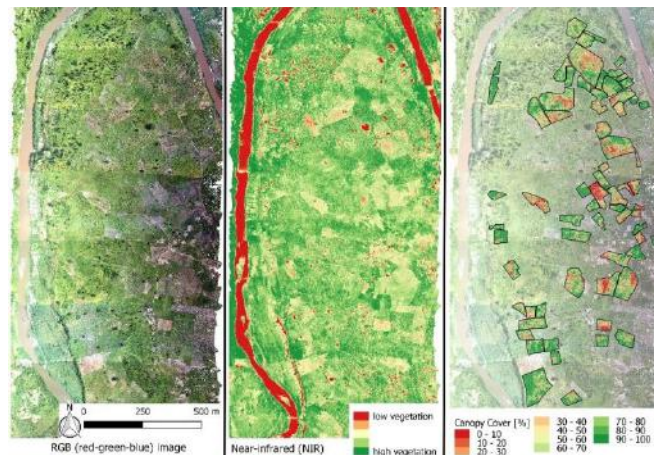 0 250 500 m
RGB (red-green-blue) image
low vegetation
high vegetation
Near-infrared (NIR)
Canopy Cover [%]
0 - 10
10 - 20
20 - 30
30 - 40
40 - 50
50 - 60
60 - 70
70 - 80
80 - 90
90 - 100
N